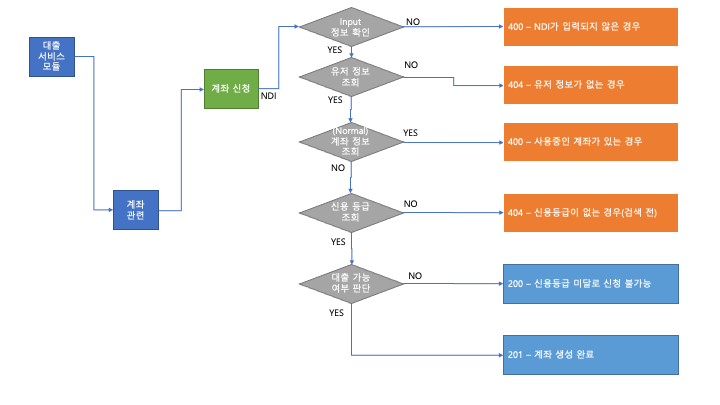 대출
서비스
모듈
계좌
관련
계좌 신청
NDI
Input
정보 확인
NO
400 – NDI가 입력되지 않은 경우
YES
유저 정보
조회
NO
404 – 유저 정보가 없는 경우
YES
(Normal)
계좌 정보
조회
YES
400 – 사용중인 계좌가 있는 경우
NO
신용 등급
조회
NO
404 – 신용등급이 없는 경우(검색 전)
YES
대출 가능
여부 판단
NO
200 – 신용등급 미달로 신청 불가능
YES
201 – 계좌 생성 완료